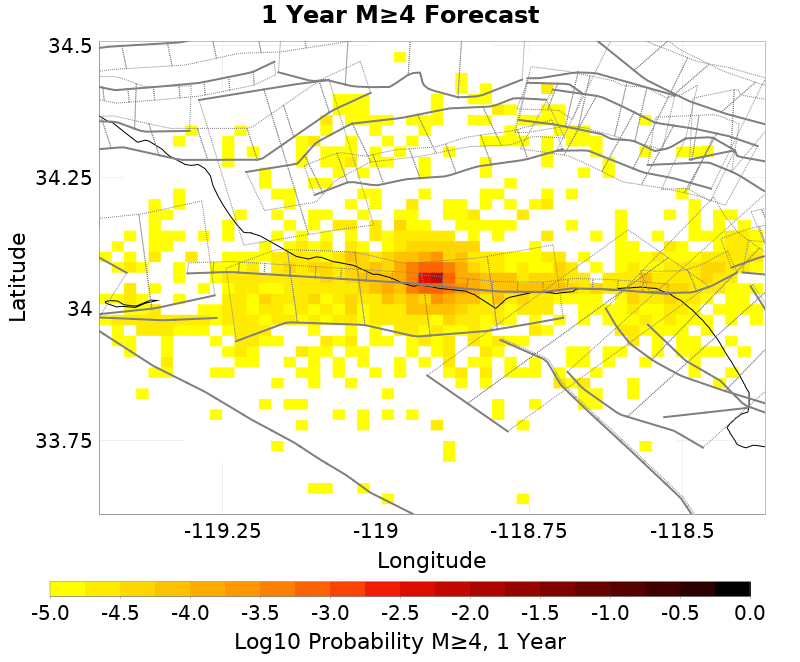 1 Year M≥4 Forecast
34.5
34.25
34
33.75
Latitude
-119.25 -119 -118.75 -118.5
Longitude
-5.0 -4.5 -4.0 -3.5 -3.0 -2.5 -2.0 -1.5 -1.0 -0.5 0.0
Log10 Probability M≥4, 1 Year